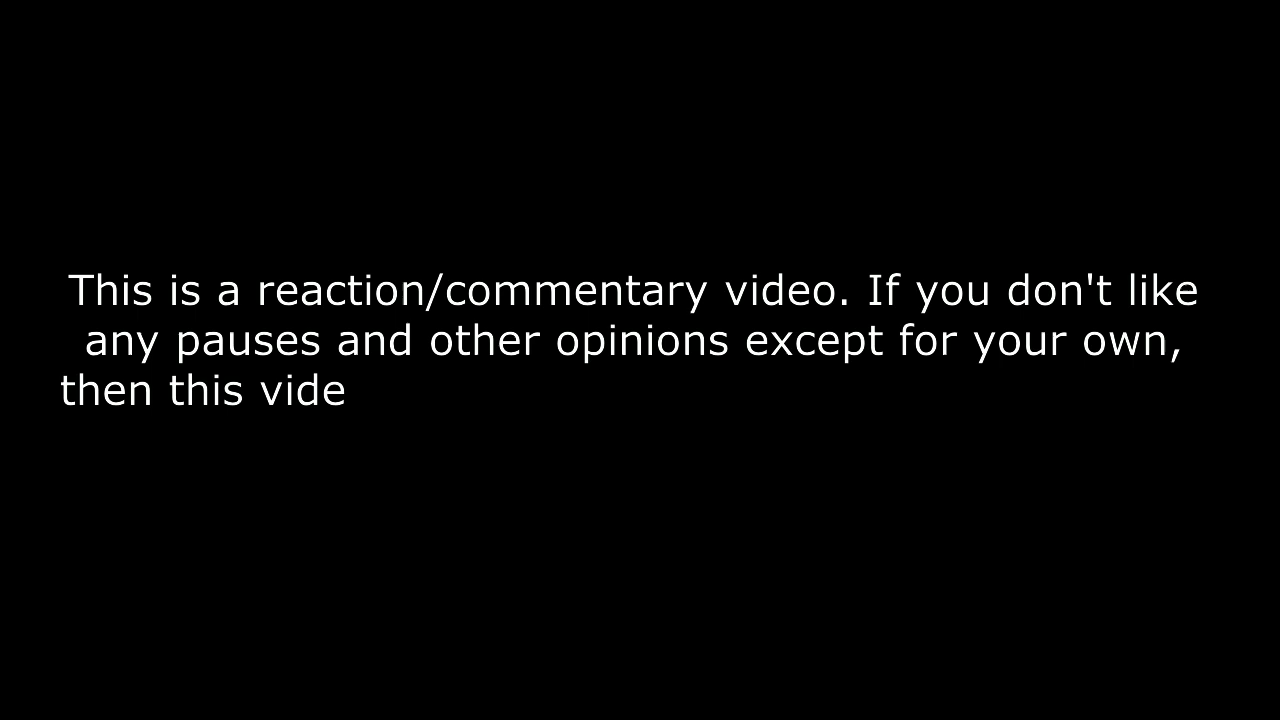 This is a reaction/commentary video. If you don't like
any pauses and other opinions except for your own,
then this vide